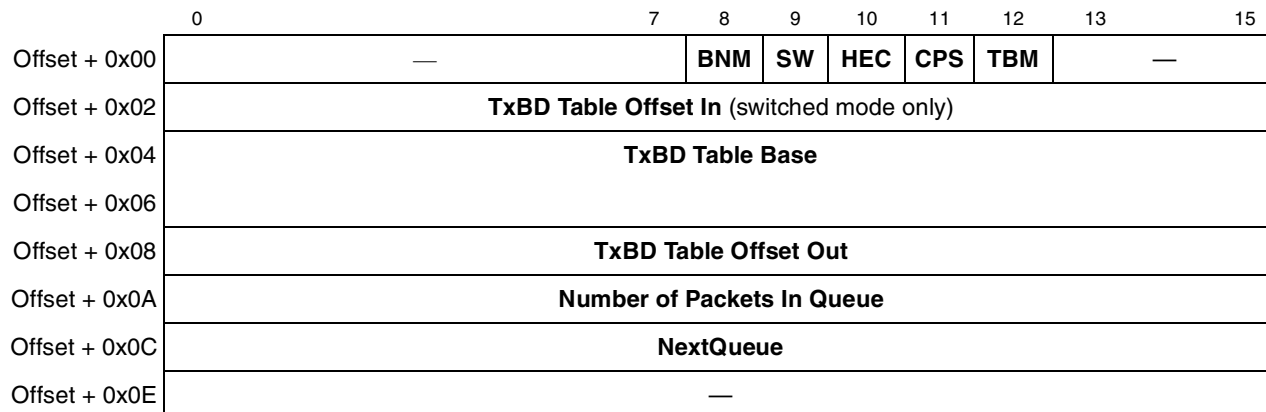 0 7 8 9 10 11 12 13 15
Offset + 0x00 — BNM SW HEC CPS TBM —
Offset + 0x02 TxBD Table Offset In (switched mode only)
Offset + 0x04 TxBD Table Base
Offset + 0x06
Offset + 0x08 TxBD Table Offset Out
Offset + 0x0A Number of Packets In Queue
Offset + 0x0C NextQueue
Offset + 0x0E —